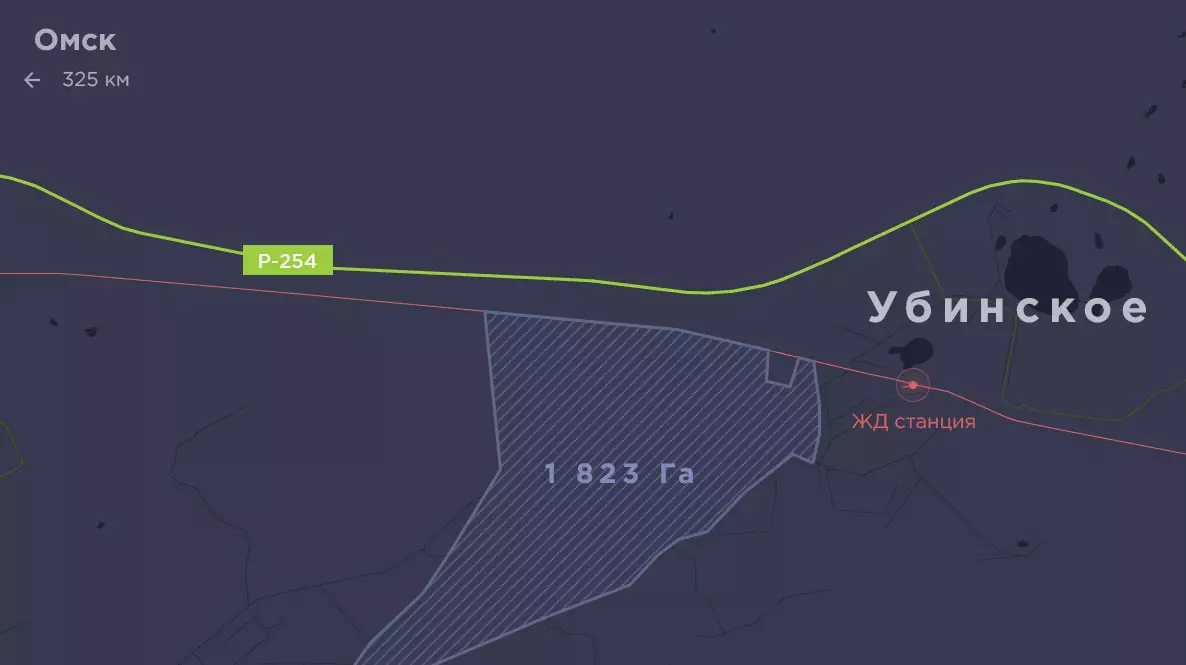 Омск
← 325 км
Р-254
Убинское
ЖД станция
1 823 Га